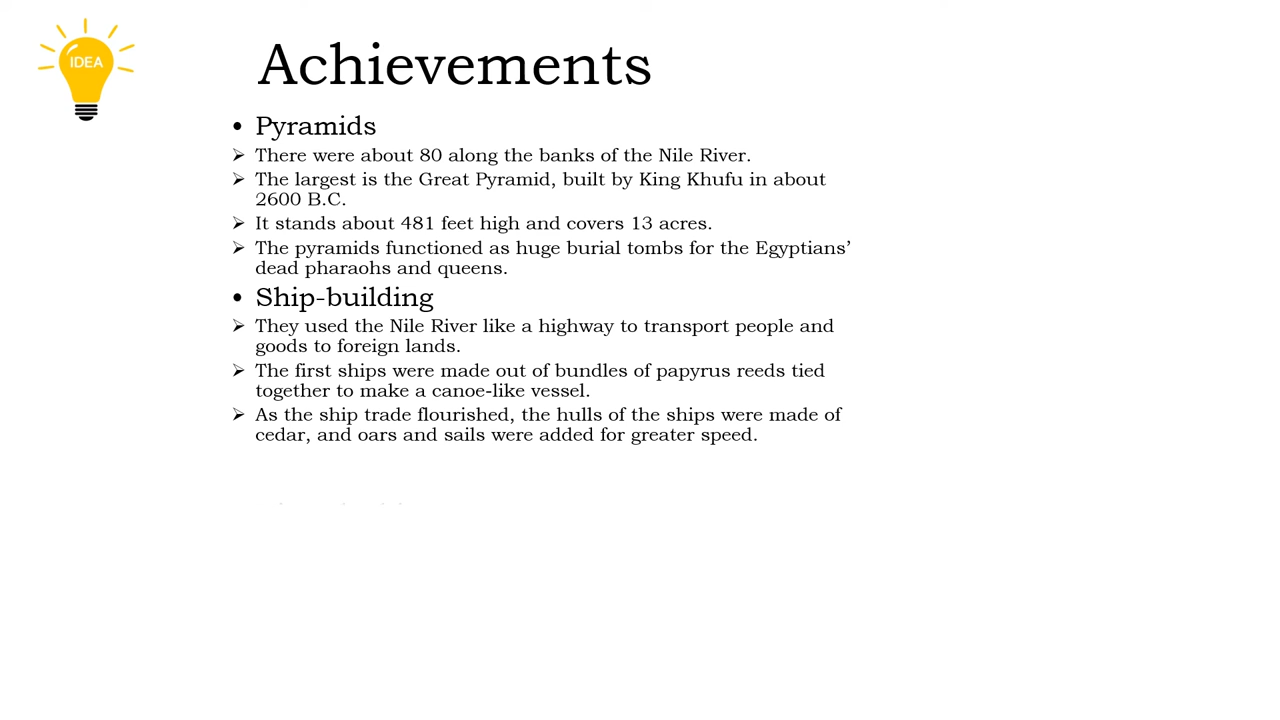 IDEA
Achievements
• Pyramids
➢ There were about 80 along the banks of the Nile River.
➢ The largest is the Great Pyramid, built by King Khufu in about
2600 B.C.
➢ It stands about 481 feet high and covers 13 acres.
➢ The pyramids functioned as huge burial tombs for the Egyptians’
dead pharaohs and queens.
• Ship-building
➢ They used the Nile River like a highway to transport people and
goods to foreign lands.
➢ The first ships were made out of bundles of papyrus reeds tied
together to make a canoe-like vessel.
➢ As the ship trade flourished, the hulls of the ships were made of
cedar, and oars and sails were added for greater speed.